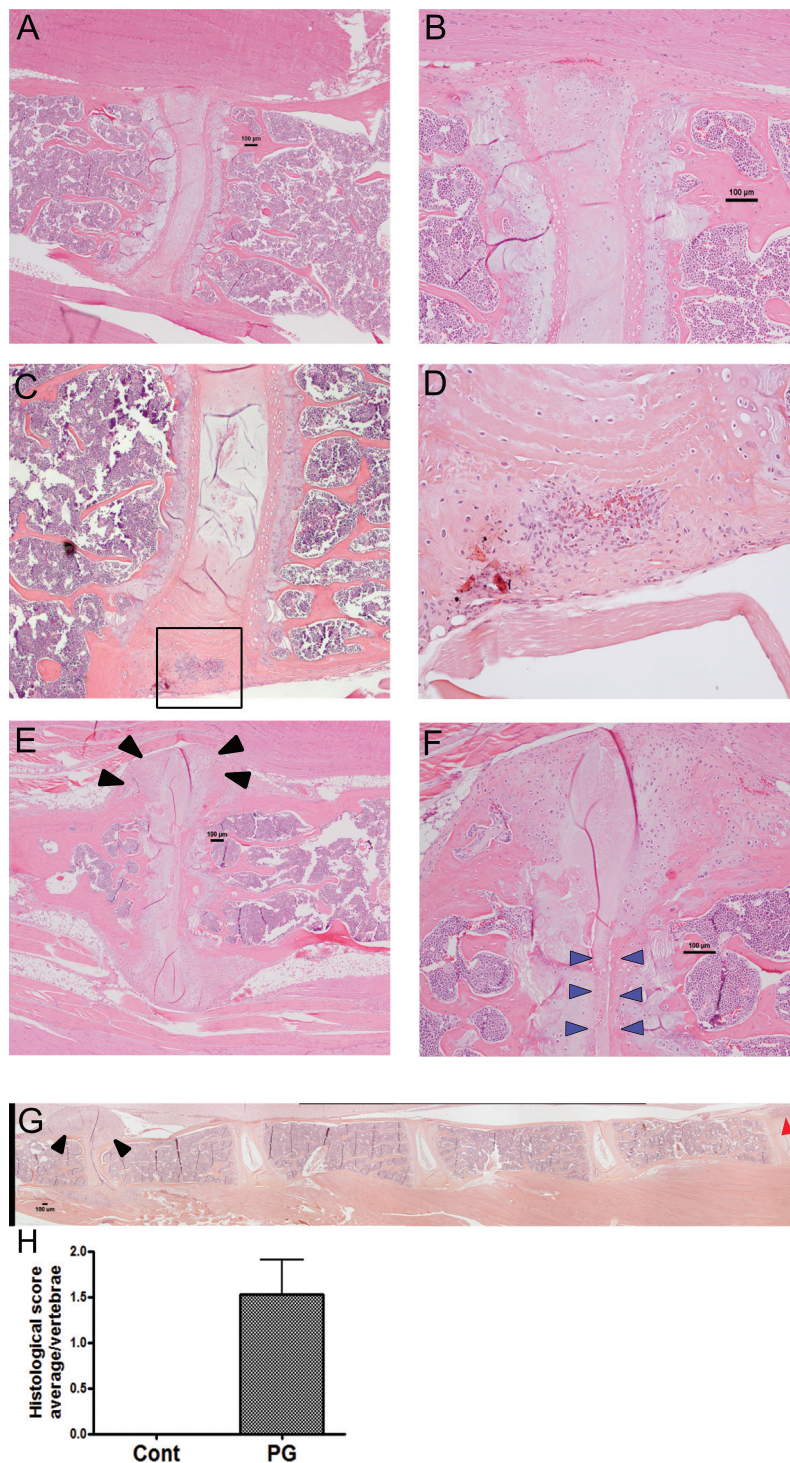 A
B
100 µm
100 µm
C
D
E
F
100 µm
100 µm
G
100 µm
H
2.0
1.5
1.0
0.5
0.0
Histological score
average/vertebrae
Cont
PG